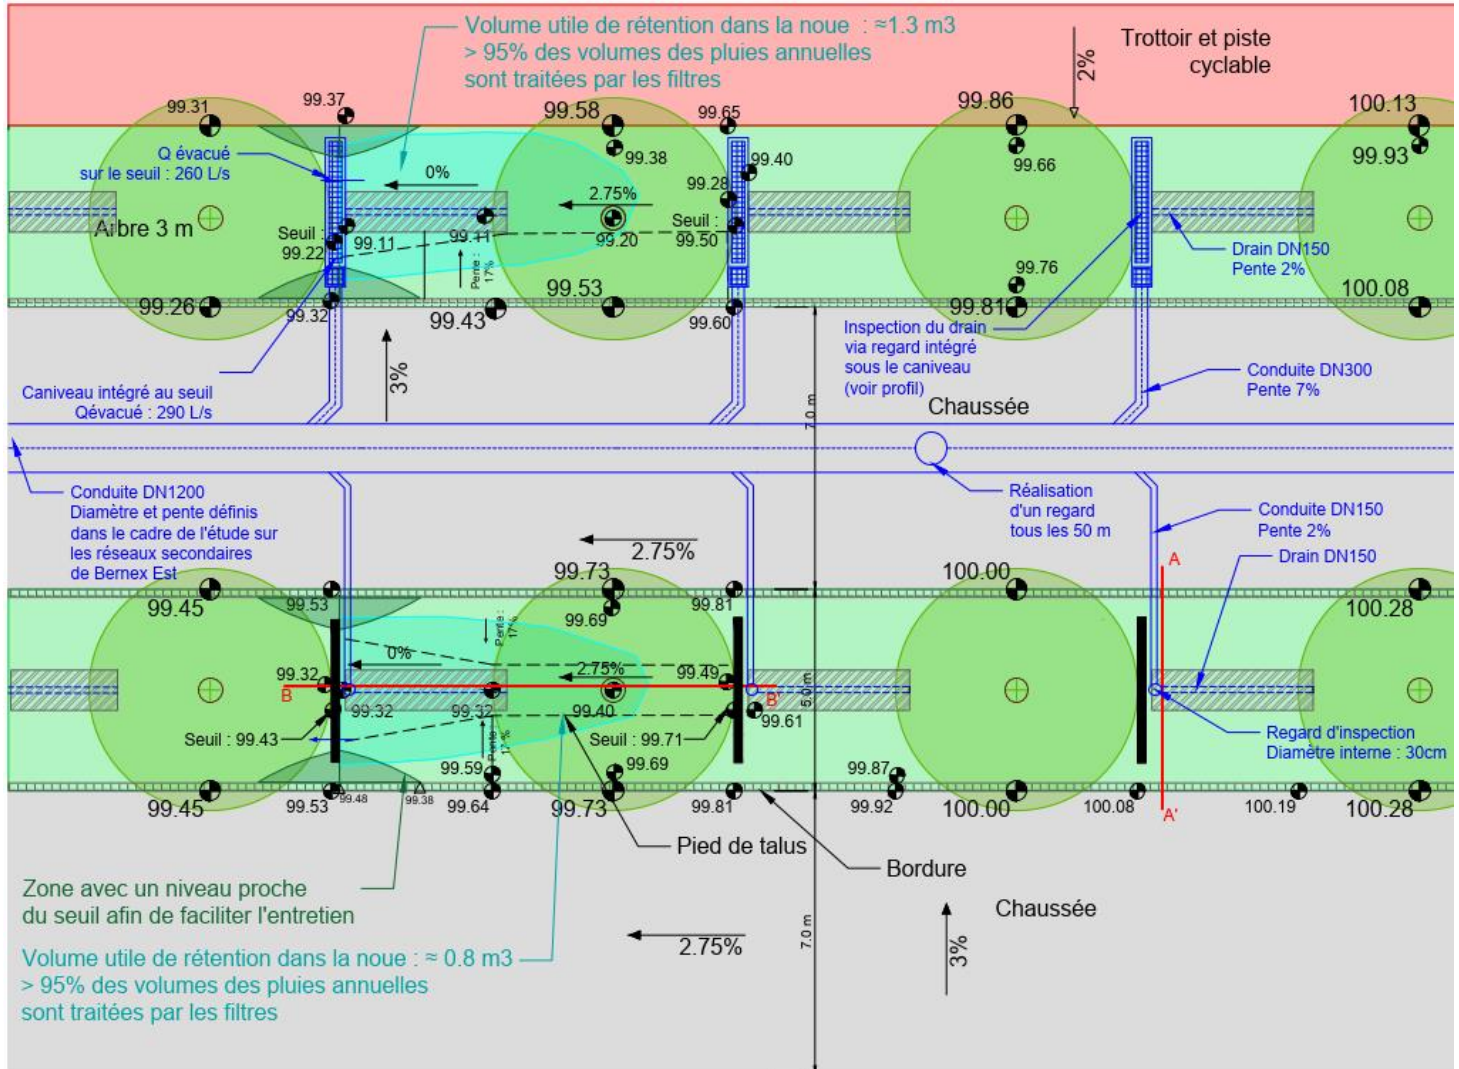 Volume utile de rétention dans la noue : ≈1.3 m3
> 95% des volumes des pluies annuelles
sont traitées par les filtres
Trottoir et piste
cyclable
2%
99.31
99.37
99.58
99.65
99.86
100.13
Q évacué
sur le seuil : 260 L/s
99.38
99.40
99.66
99.93
0%
2.75%
99.28
Arbre 3 m
Seuil :
99.22
99.11
99.11
99.20
Seuil :
99.50
Drain DN150
Pente 2%
Pente :
17%
99.76
99.26
99.32
99.43
99.53
99.60
99.81
100.08
Inspection du drain
via regard intégré
sous le caniveau
(voir profil)
3%
Caniveau intégré au seuil
Qévacué : 290 L/s
Conduite DN300
Pente 7%
Chaussée
7.0 m
Conduite DN1200
Diamètre et pente définis
dans le cadre de l'étude sur
les réseaux secondaires
de Bernex Est
Réalisation
d'un regard
tous les 50 m
Conduite DN150
Pente 2%
2.75%
Drain DN150
A
99.45
99.53
99.73
99.81
100.00
100.28
99.69
Pente :
17%
0%
2.75%
99.32
99.49
B
B'
99.32
99.32
99.40
99.61
5.0 m
Seuil : 99.43
Seuil : 99.71
Pente :
17 %
Regard d'inspection
Diamètre interne : 30cm
99.59
99.69
99.87
99.45
99.53
99.48
99.38
99.64
99.73
99.81
99.92
100.00
100.08
100.19
100.28
A'
Pied de talus
Bordure
Zone avec un niveau proche
du seuil afin de faciliter l'entretien
Chaussée
7.0 m
2.75%
3%
Volume utile de rétention dans la noue : ≈ 0.8 m3
> 95% des volumes des pluies annuelles
sont traitées par les filtres